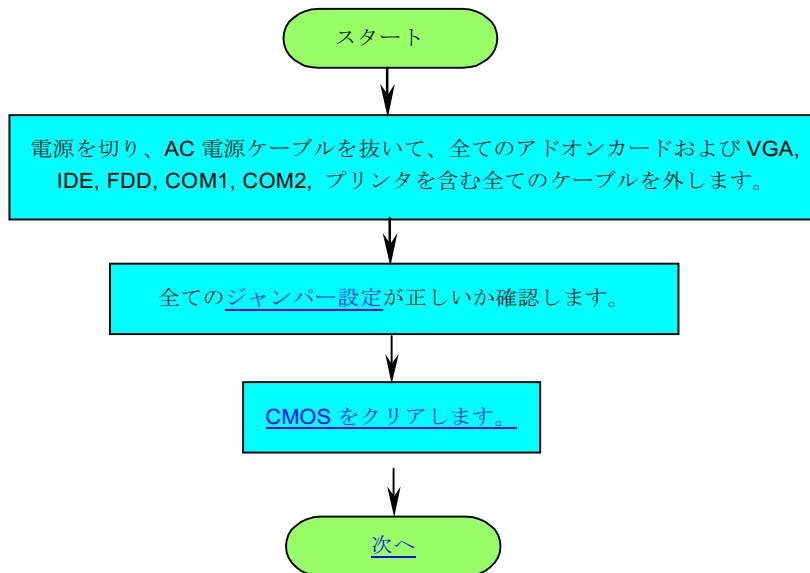 スタート
電源を切り、AC 電源ケーブルを抜いて、全てのアドオンカードおよび VGA,
IDE, FDD, COM1, COM2, プリンタを含む全てのケーブルを外します。
全てのジャンパー設定が正しいか確認します。
CMOS をクリアします。
次へ